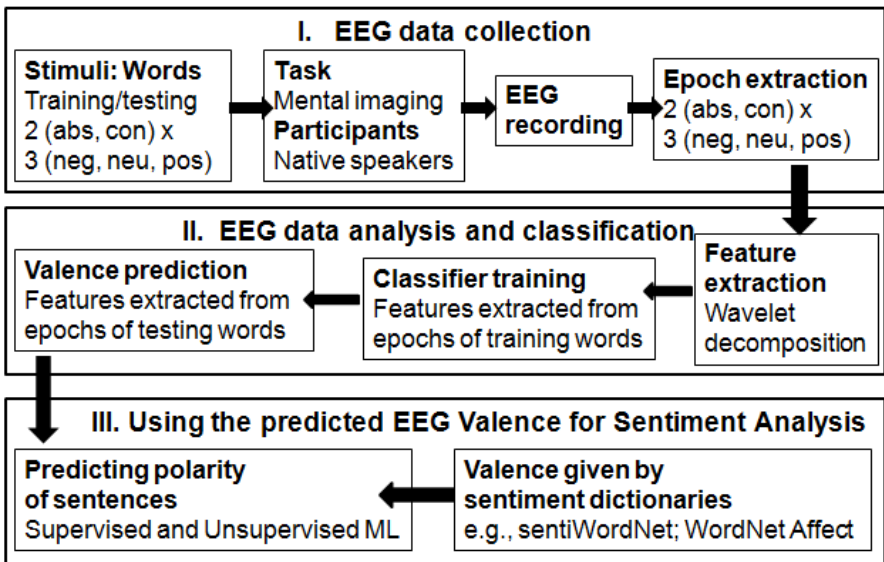 I. EEG data collection
Stimuli: Words
Training/testing
2 (abs, con) x
3 (neg, neu, pos)
Task
Mental imaging
Participants
Native speakers
EEG
recording
Epoch extraction
2 (abs, con) x
3 (neg, neu, pos)
II. EEG data analysis and classification
Valence prediction
Features extracted from
epochs of testing words
Classifier training
Features extracted from
epochs of training words
Feature
extraction
Wavelet
decomposition
III. Using the predicted EEG Valence for Sentiment Analysis
Predicting polarity
of sentences
Supervised and Unsupervised ML
Valence given by
sentiment dictionaries
e.g., sentiWordNet; WordNet Affect